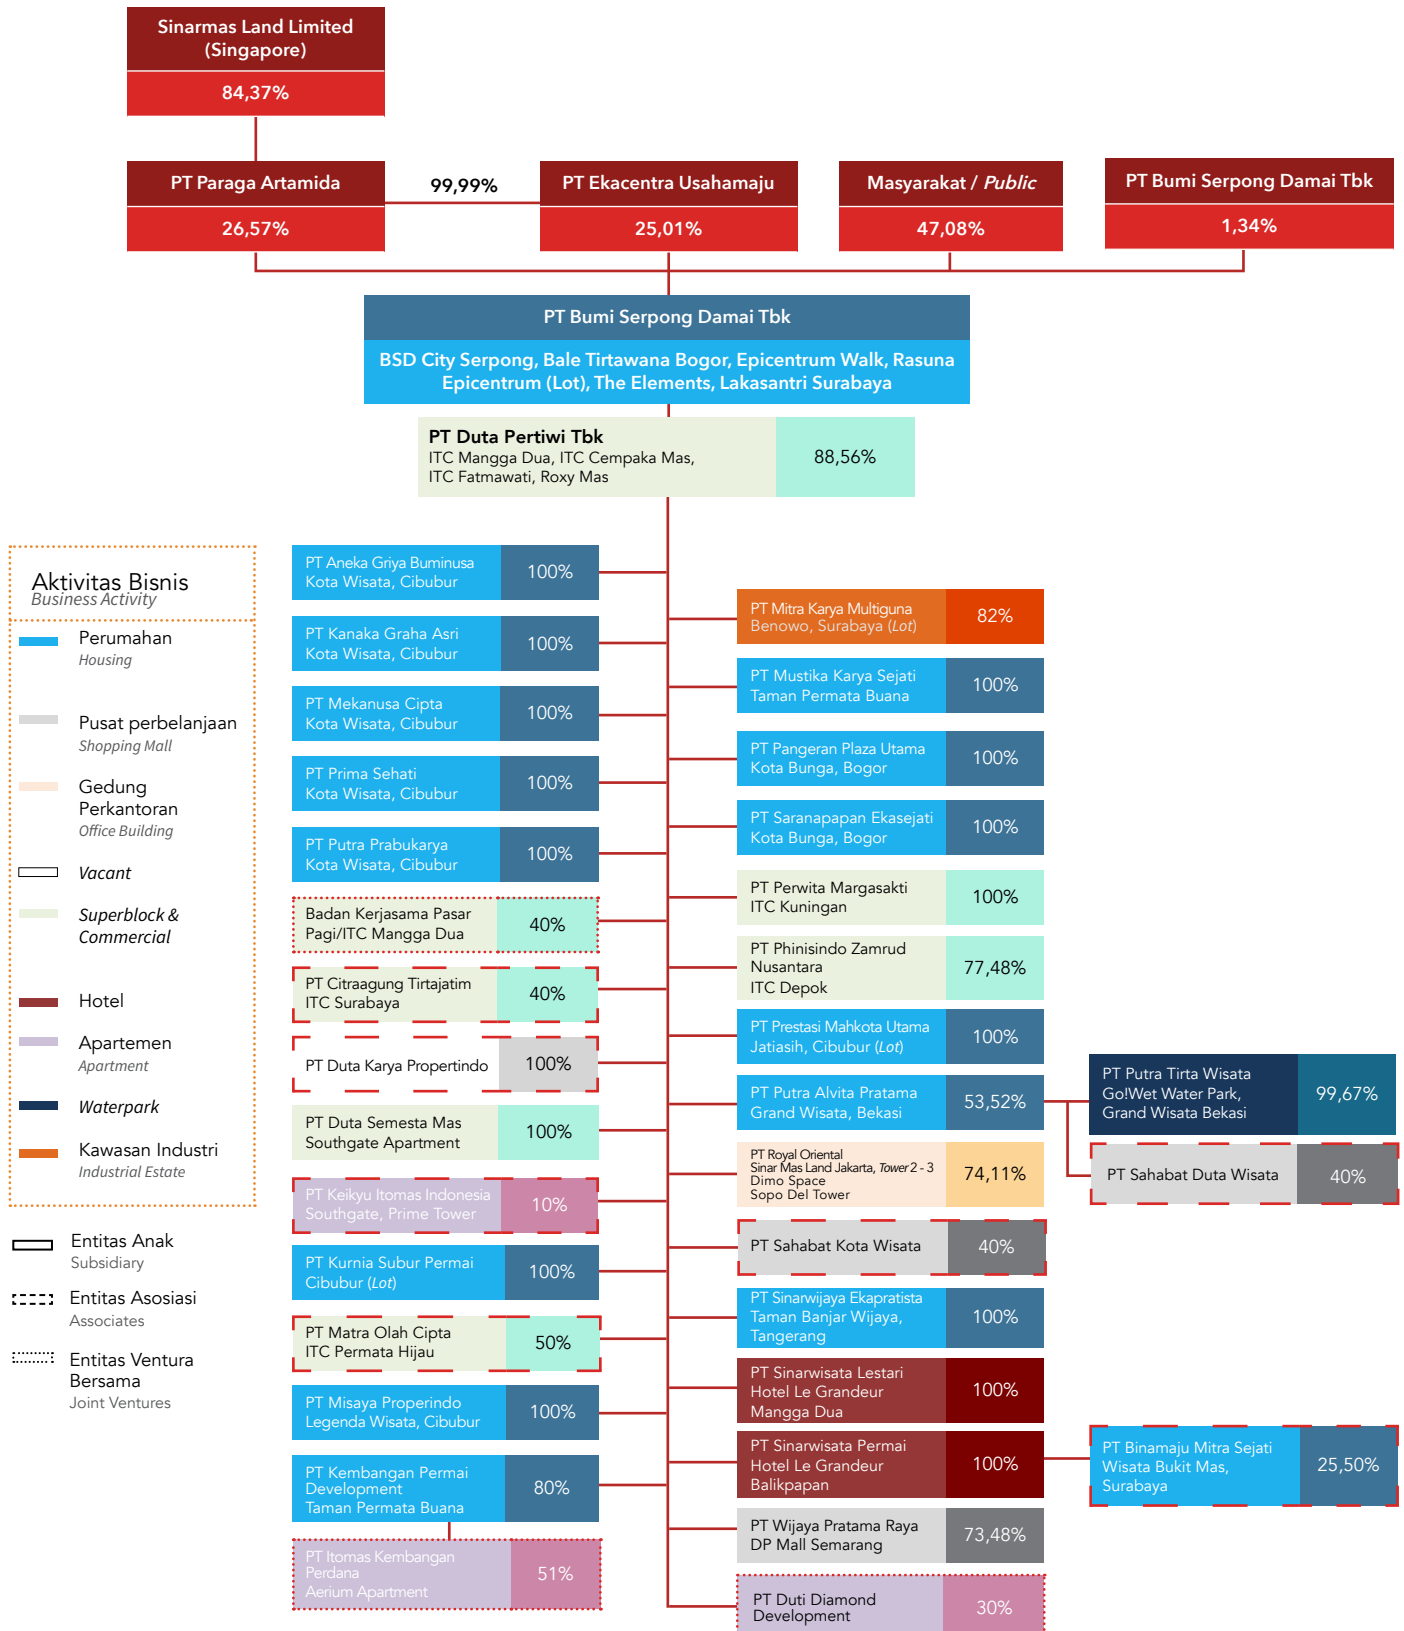 Sinarmas Land Limited
(Singapore)
84,37%
PT Paraga Artamida
26,57%
99,99%
PT Ekacentra Usahamaju
25,01%
Masyarakat / Public
47,08%
PT Bumi Serpong Damai Tbk
1,34%
PT Bumi Serpong Damai Tbk
BSD City Serpong, Bale Tirtawana Bogor, Epicentrum Walk, Rasuna
Epicentrum (Lot), The Elements, Lakasantri Surabaya
PT Duta Pertiwi Tbk
ITC Mangga Dua, ITC Cempaka Mas,
ITC Fatmawati, Roxy Mas
88,56%
Aktivitas Bisnis
Business Activity
Perumahan
Housing
Pusat perbelanjaan
Shopping Mall
Gedung
Perkantoran
Office Building
Vacant
Superblock &
Commercial
Hotel
Apartemen
Apartment
Waterpark
Kawasan Industri
Industrial Estate
Entitas Anak
Subsidiary
Entitas Asosiasi
Associates
Entitas Ventura
Bersama
Joint Ventures
PT Aneka Griya Buminusa
Kota Wisata, Cibubur
100%
PT Kanaka Graha Asri
Kota Wisata, Cibubur
100%
PT Mekanusa Cipta
Kota Wisata, Cibubur
100%
PT Prima Sehati
Kota Wisata, Cibubur
100%
PT Putra Prabukarya
Kota Wisata, Cibubur
100%
Badan Kerjasama Pasar
Pagi/ITC Mangga Dua
40%
PT Citraagung Tirtajatim
ITC Surabaya
40%
PT Duta Karya Propertindo
100%
PT Duta Semesta Mas
Southgate Apartment
100%
PT Keikyu Itomas Indonesia
Southgate, Prime Tower
10%
PT Kurnia Subur Permai
Cibubur (Lot)
100%
PT Matra Olah Cipta
ITC Permata Hijau
50%
PT Misaya Properindo
Legenda Wisata, Cibubur
100%
PT Kembangan Permai
Development
Taman Permata Buana
80%
PT Itomas Kembangan
Perdana
Aerium Apartment
51%
PT Mitra Karya Multiguna
Benowo, Surabaya (Lot)
82%
PT Mustika Karya Sejati
Taman Permata Buana
100%
PT Pangeran Plaza Utama
Kota Bunga, Bogor
100%
PT Saranapapan Ekasejati
Kota Bunga, Bogor
100%
PT Perwita Margasakti
ITC Kuningan
100%
PT Phinisindo Zamrud
Nusantara
ITC Depok
77,48%
PT Prestasi Mahkota Utama
Jatiasih, Cibubur (Lot)
100%
PT Putra Alvita Pratama
Grand Wisata, Bekasi
53,52%
PT Royal Oriental
Sinar Mas Land Jakarta, Tower 2 - 3
Dimo Space
Sopo Del Tower
74,11%
PT Sahabat Kota Wisata
40%
PT Sinarwijaya Ekapratista
Taman Banjar Wijaya,
Tangerang
100%
PT Sinarwisata Lestari
Hotel Le Grandeur
Mangga Dua
100%
PT Sinarwisata Permai
Hotel Le Grandeur
Balikpapan
100%
PT Wijaya Pratama Raya
DP Mall Semarang
73,48%
PT Duti Diamond
Development
30%
PT Putra Tirta Wisata
Go!Wet Water Park,
Grand Wisata Bekasi
99,67%
PT Sahabat Duta Wisata
40%
PT Binamaju Mitra Sejati
Wisata Bukit Mas,
Surabaya
25,50%